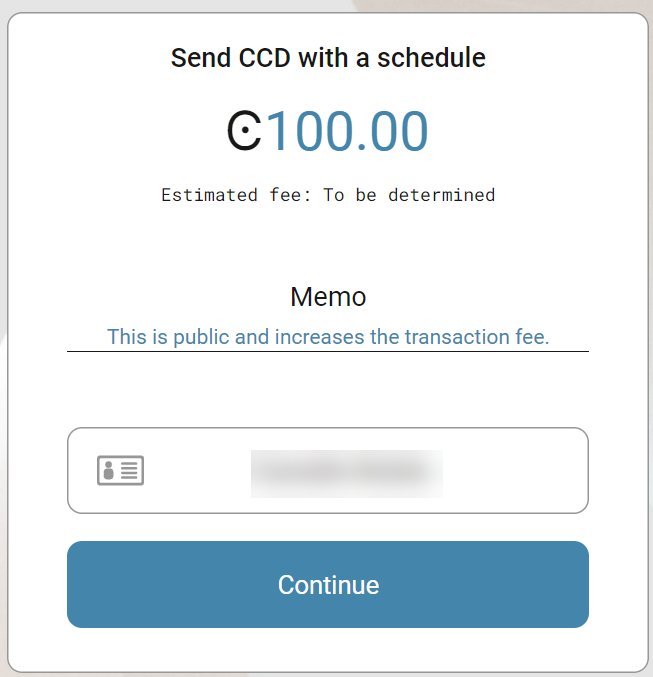 Send CCD with a schedule
Ͼ100.00
Estimated fee: To be determined
Memo
This is public and increases the transaction fee.
Continue